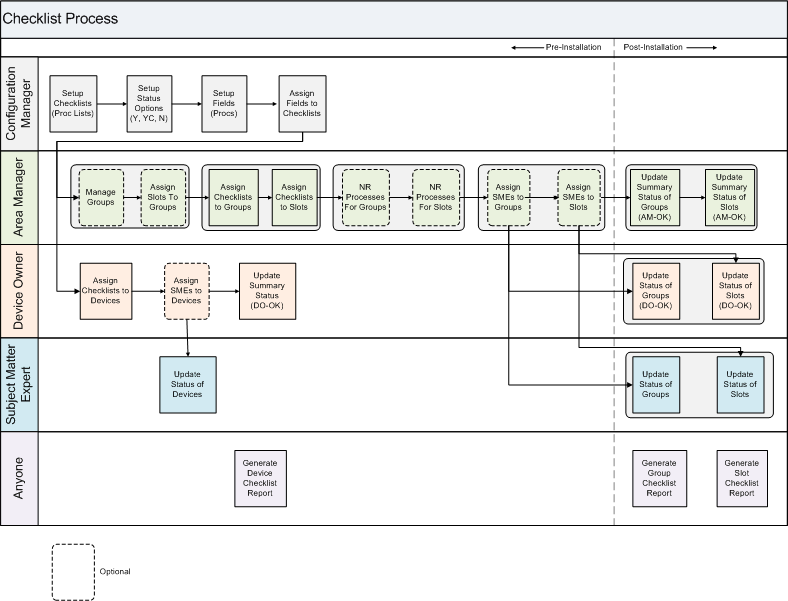 Checklist Process
Pre-Installation
Post-Installation
Configuration
Manager
Setup
Checklists
(Proc Lists)
Setup
Status
Options
(Y, YC, N)
Setup
Fields
(Procs)
Assign
Fields to
Checklists
Area Manager
Manage
Groups
Assign
Slots To
Groups
Assign
Checklists
to Groups
Assign
Checklists
to Slots
NR
Processes
For Groups
NR
Processes
For Slots
Assign
SMEs to
Groups
Assign
SMEs to
Slots
Update
Summary
Status of
Groups
(AM-OK)
Update
Summary
Status of
Slots
(AM-OK)
Device Owner
Assign
Checklists to
Devices
Assign
SMEs to
Devices
Update
Summary
Status
(DO-OK)
Update
Status of
Groups
(DO-OK)
Update
Status of
Slots
(DO-OK)
Subject Matter
Expert
Update
Status of
Devices
Update
Status of
Groups
Update
Status of
Slots
Anyone
Generate
Device
Checklist
Report
Generate
Group
Checklist
Report
Generate
Slot
Checklist
Report
Optional